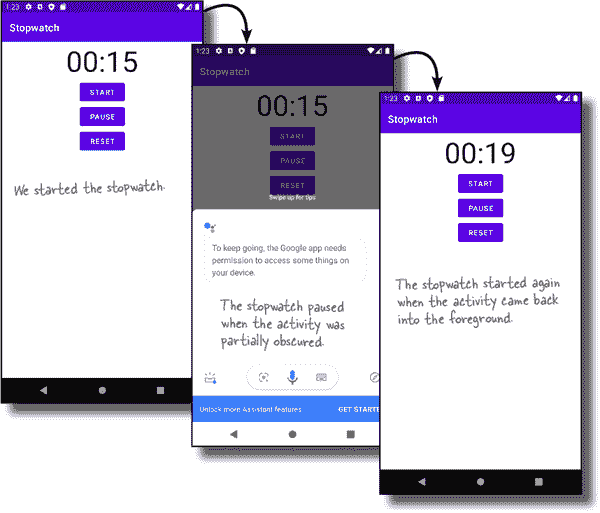 1:23
Stopwatch
00:15
START
PAUSE
RESET
We started the stopwatch.
1:23
Stopwatch
00:15
START
PAUSE
RESET
Swipe up for tips
To keep going, the Google app needs
permission to access some things on
your device.
The stopwatch paused
when the activity was
partially obscured.
Unlock more Assistant features
GET STARTE
1:23
Stopwatch
00:19
START
PAUSE
RESET
The stopwatch started again
when the activity came back
into the foreground.